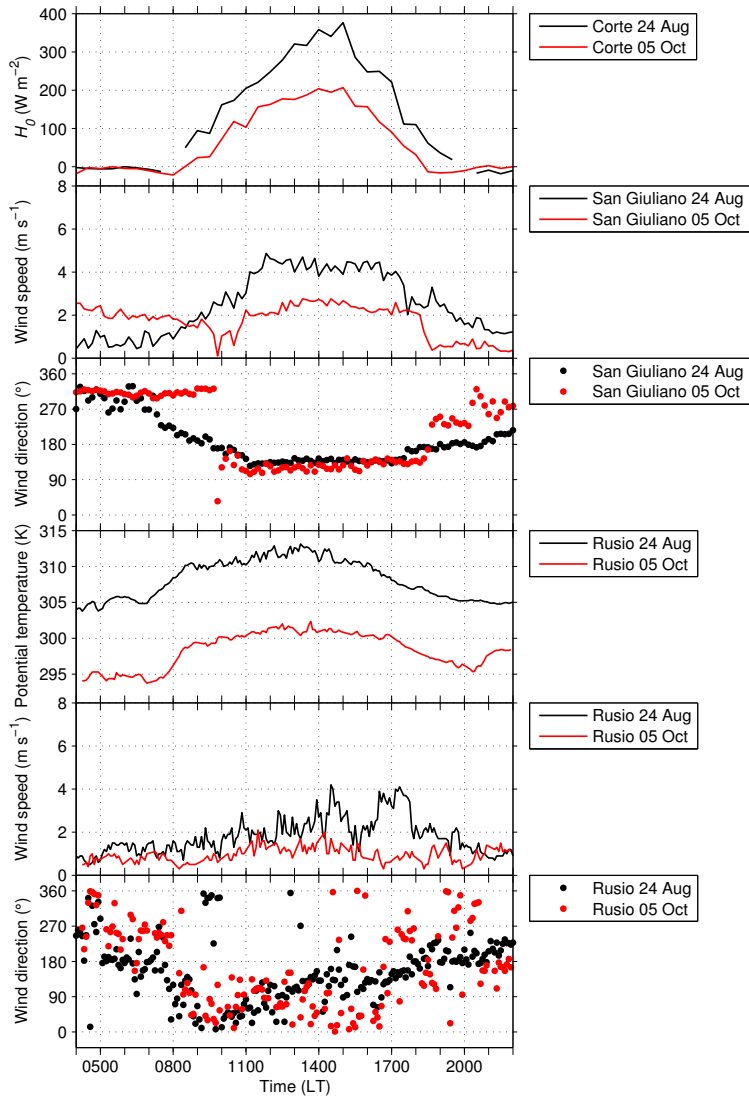 400
300
200
100
0
H0 (W m−2)
Corte 24 Aug
Corte 05 Oct
8
6
4
2
0
Wind speed (m s−1)
San Giuliano 24 Aug
San Giuliano 05 Oct
360
270
180
90
0
Wind direction (°)
San Giuliano 24 Aug
San Giuliano 05 Oct
315
310
305
300
295
Potential temperature (K)
Rusio 24 Aug
Rusio 05 Oct
8
6
4
2
0
Wind speed (m s−1)
Rusio 24 Aug
Rusio 05 Oct
360
270
180
90
0
Wind direction (°)
Rusio 24 Aug
Rusio 05 Oct
0500 0800 1100 1400 1700 2000
Time (LT)